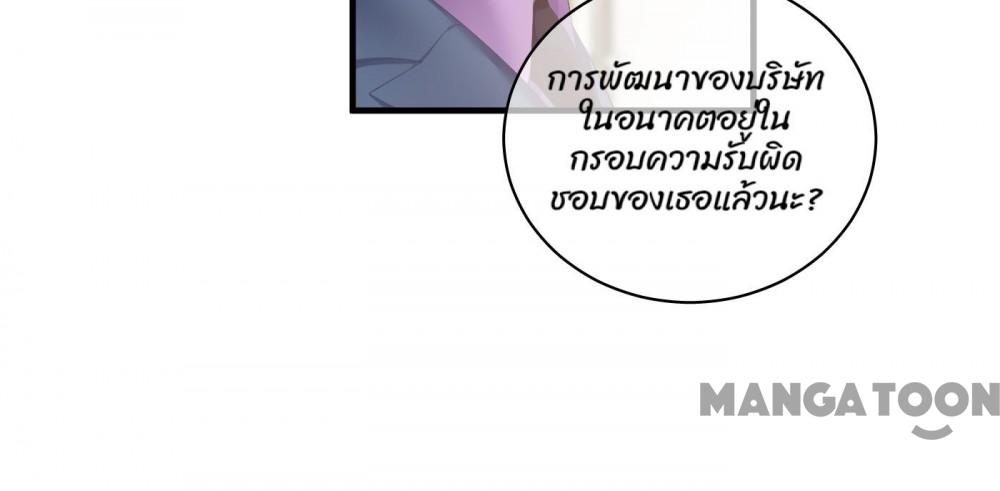 การพัฒนาของบริษัท
ในอนาคตอยู่ใน
กรอบความรับผิด
ชอบของเธอแล้วนะ?
MANGATOON